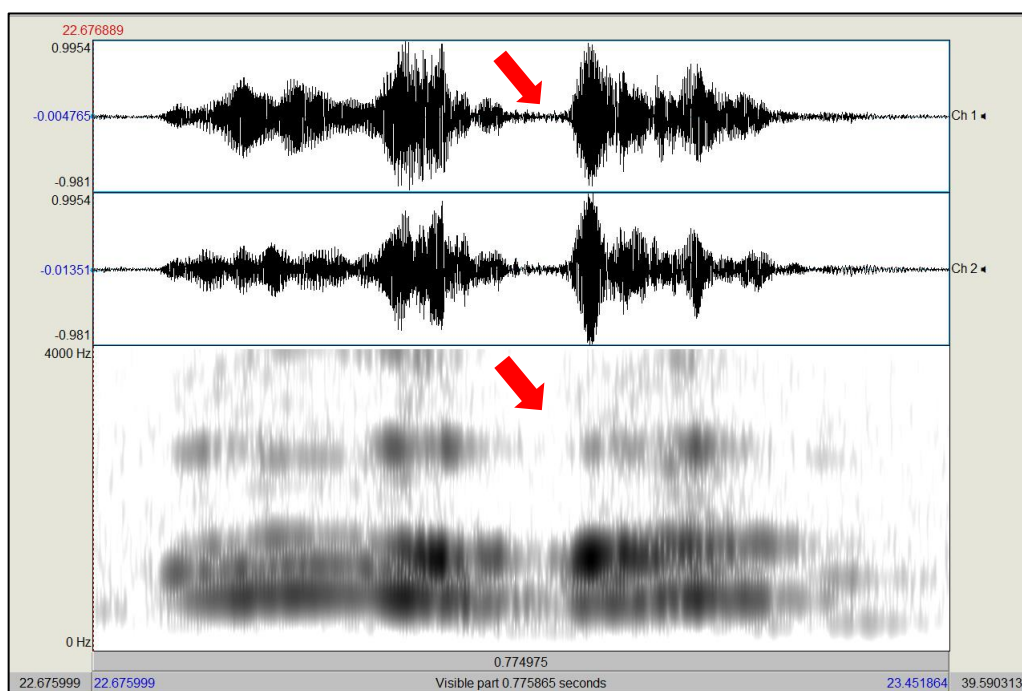 22.676889
0.9954
-0.004765
Ch 1
-0.981
0.9954
-0.01351
Ch 2
-0.981
4000 Hz
0 Hz
0.774975
22.675999 22.675999 Visible part 0.775865 seconds 23.451864 39.590313